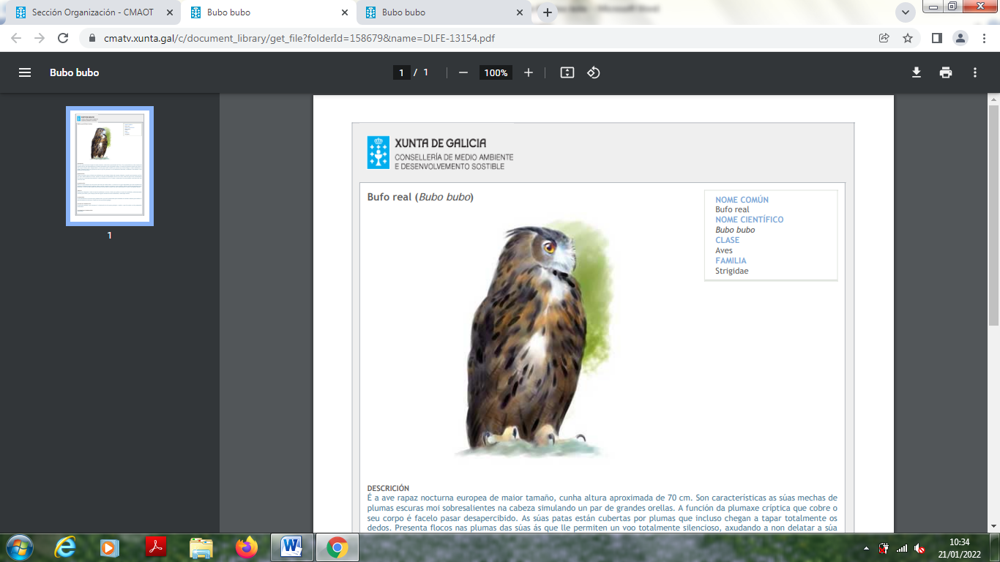 Sección Organización - CMAOT
Bubo bubo
Bubo bubo
cmatv.xunta.gal/c/document_library/get_file?folderId=158679&name=DLFE-13154.pdf
Bubo bubo
1 / 1
100%
1
XUNTA DE GALICIA
CONSELLERÍA DE MEDIO AMBIENTE
E DESENVOLVEMENTO SOSTIBLE
Bufo real (Bubo bubo)
NOME COMÚN
Bufo real
NOME CIENTÍFICO
Bubo bubo
CLASE
Aves
FAMILIA
Strigidae
DESCRICIÓN
É a ave rapaz nocturna europea de maior tamaño, cunha altura aproximada de 70 cm. Son características as súas mechas de
plumas escuras moi sobresalientes na cabeza simulando un par de grandes orellas. A función da plumaxe críptica que cobre o
seu corpo é facelo pasar desapercibido. As súas patas están cubertas por plumas que incluso chegan a tapar totalmente os
dedos. Presenta flocos nas plumas das súas ás que lle permiten un voo totalmente silencioso, axudando a non delatar a súa
10:34
21/01/2022